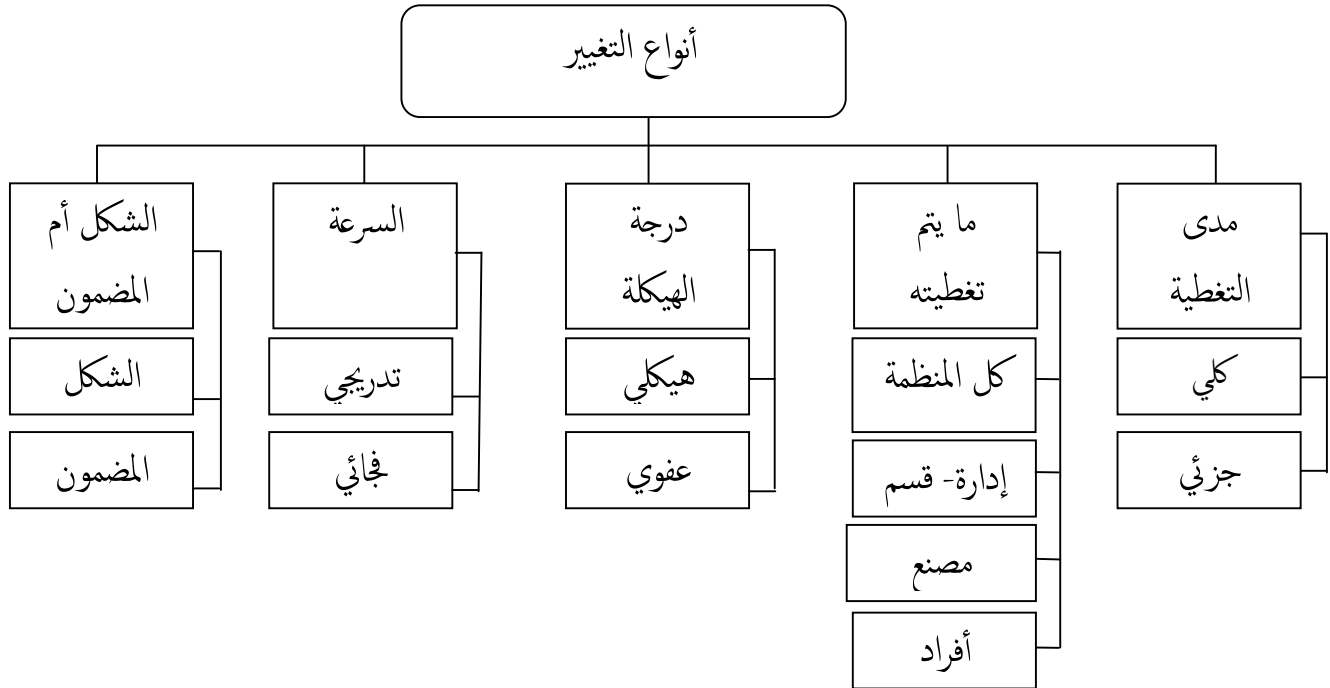 أنواع التغيير
مدى
التغطية
كلي
جزئي
ما يتم
تغطيته
كل المنظمة
إدارة- قسم
مصنع
أفراد
درجة
الهيكلة
هيكلي
عفوي
السرعة
تدريجي
فجائي
الشكل أم
المضمون
الشكل
المضمون